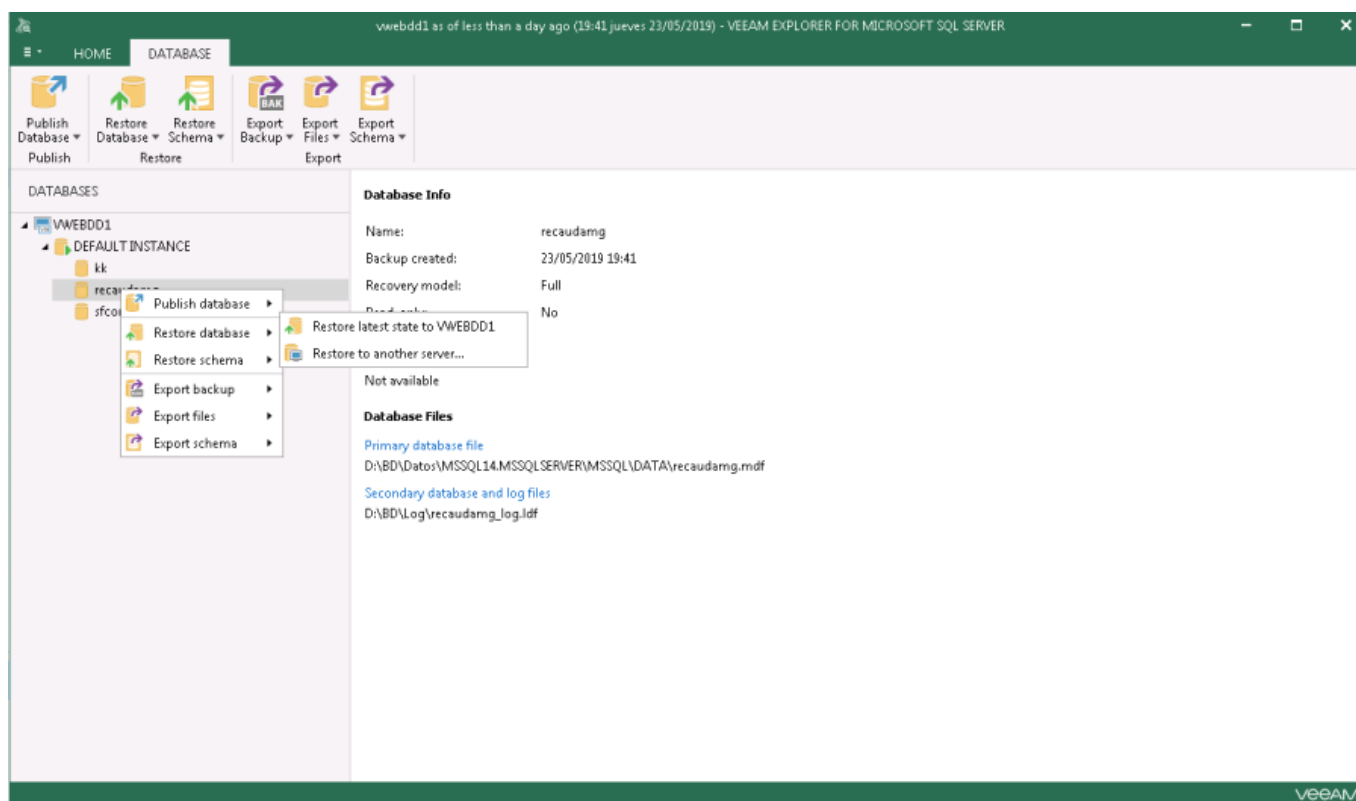 vwebdd1 as of less than a day ago (19:41 jueves 23/05/2019) - VEEAM EXPLORER FOR MICROSOFT SQL SERVER
HOME DATABASE
Publish Database
Restore Database
Restore Schema
Export Backup
Export Files
Export Schema
BAK
Publish Restore Export
DATABASES
VWEBDD1
DEFAULT INSTANCE
kk
Publish database
Restore database
Restore schema
Export backup
Export files
Export schema
Restore latest state to VWEBDD1
Restore to another server...
Database Info
Name: recaudamg
Backup created: 23/05/2019 19:41
Recovery model: Full
No
Not available
Database Files
Primary database file
D:\BD\Datos\MSSQL14.MSSQLSERVER\MSSQL\DATA\recaudamg.mdf
Secondary database and log files
D:\BD\Log\recaudamg_log.ldf
veeAM